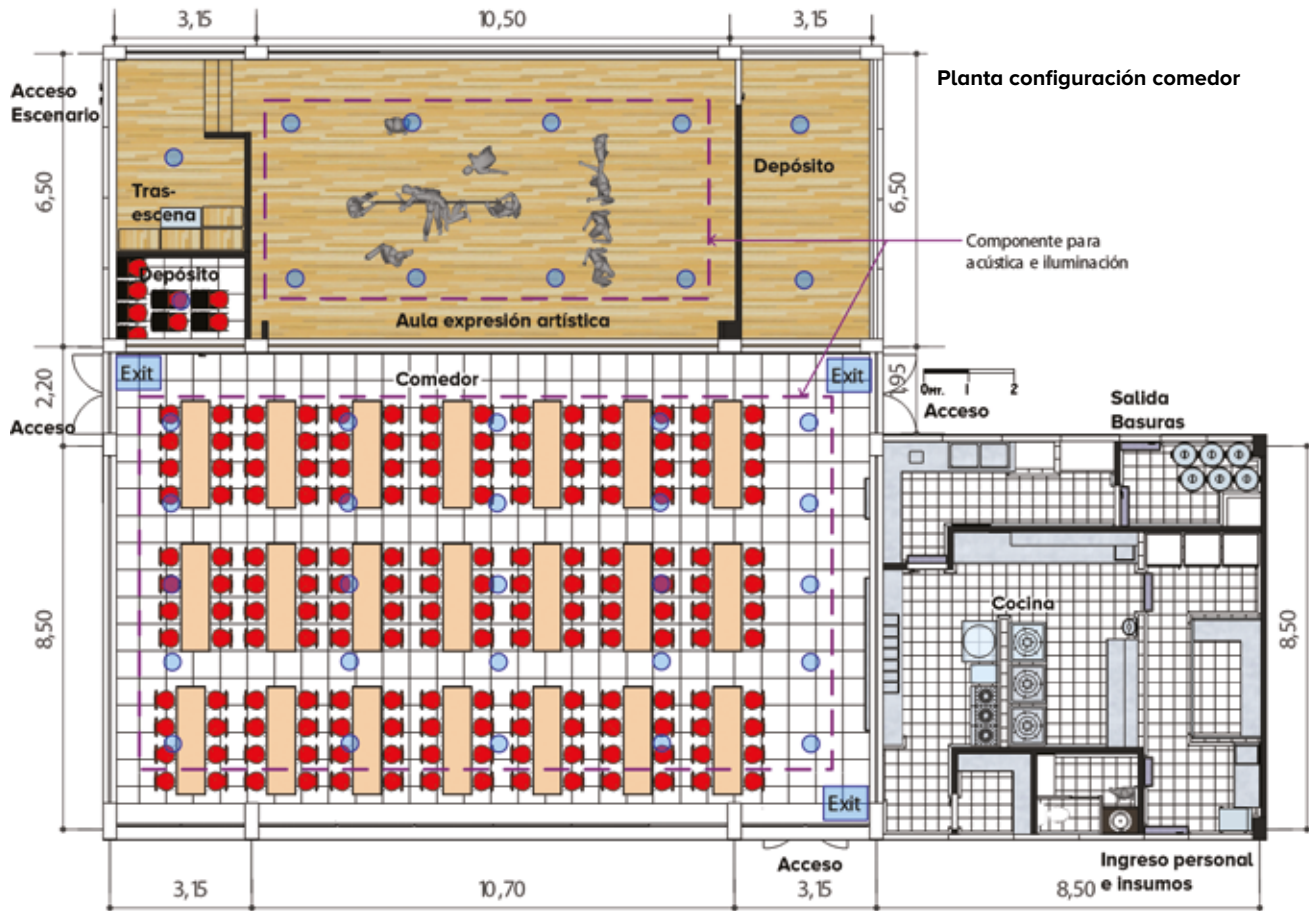 3,15
10,50
3,15
Planta configuración comedor
Acceso
Escenario
6,50
Tras-
escena
Depósito
6,50
Componente para
acústica e iluminación
Depósito
Aula expresión artística
Exit
Comedor
Exit
2,20
1,95
0MT. 1 2
Acceso
Salida
Basuras
Acceso
8,50
Cocina
8,50
Exit
Acceso
Ingreso personal
e insumos
3,15
10,70
3,15
8,50